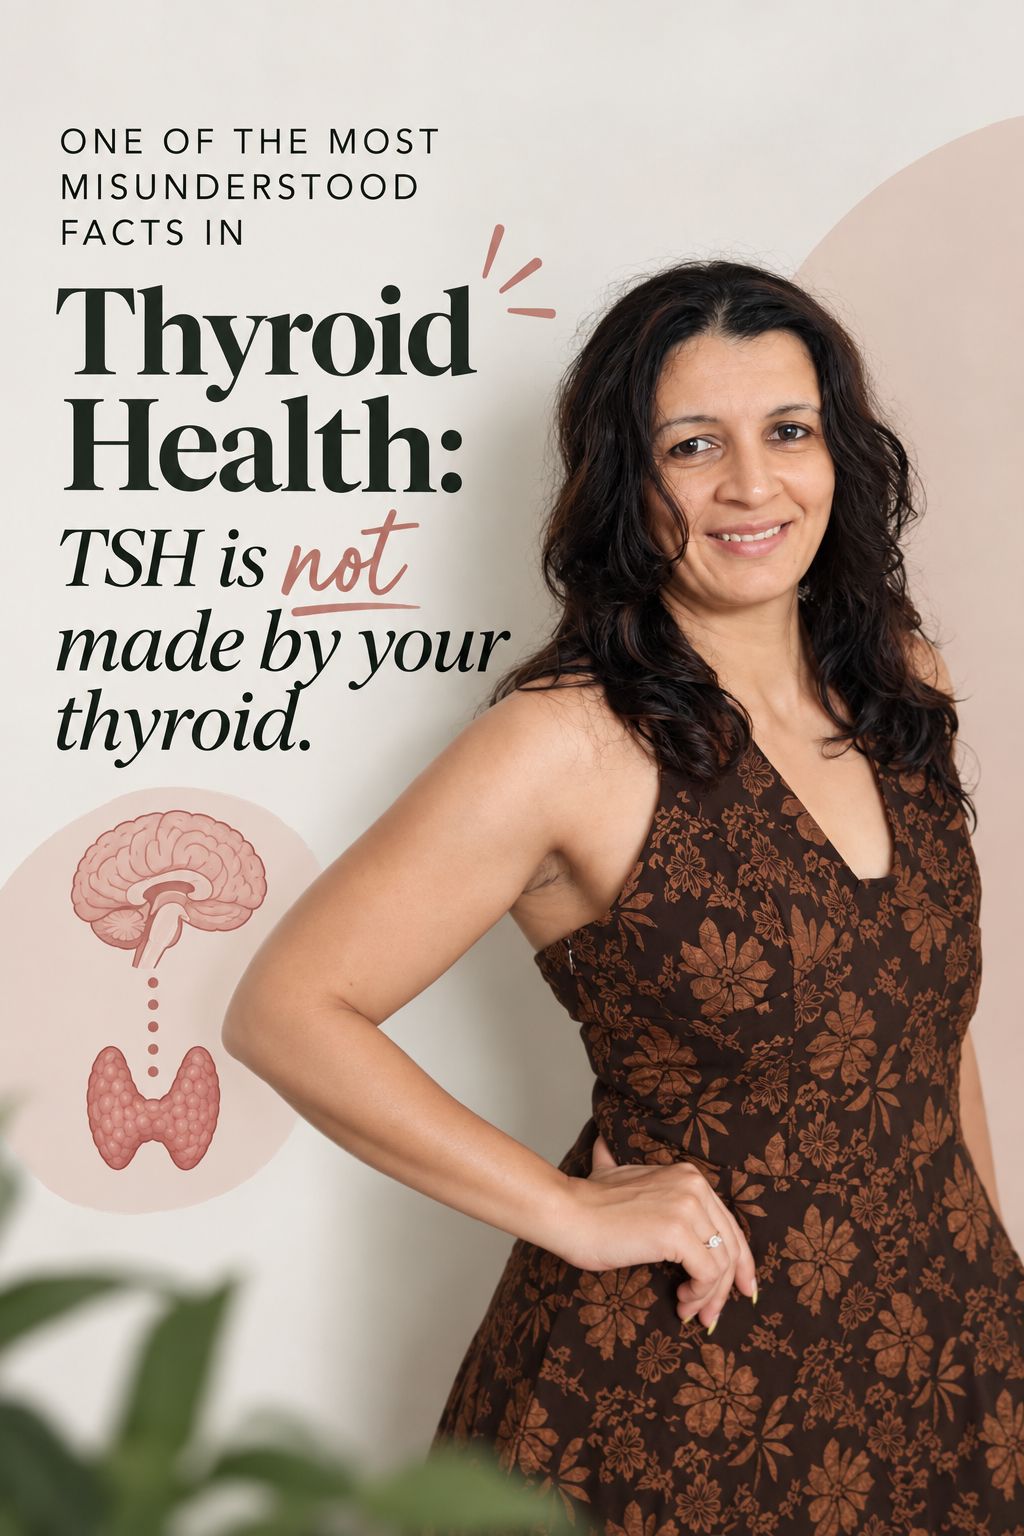 ONE OF THE MOST
MISUNDERSTOOD
FACTS IN
Thyroid
Health:
TSH is not
made by your
thyroid.